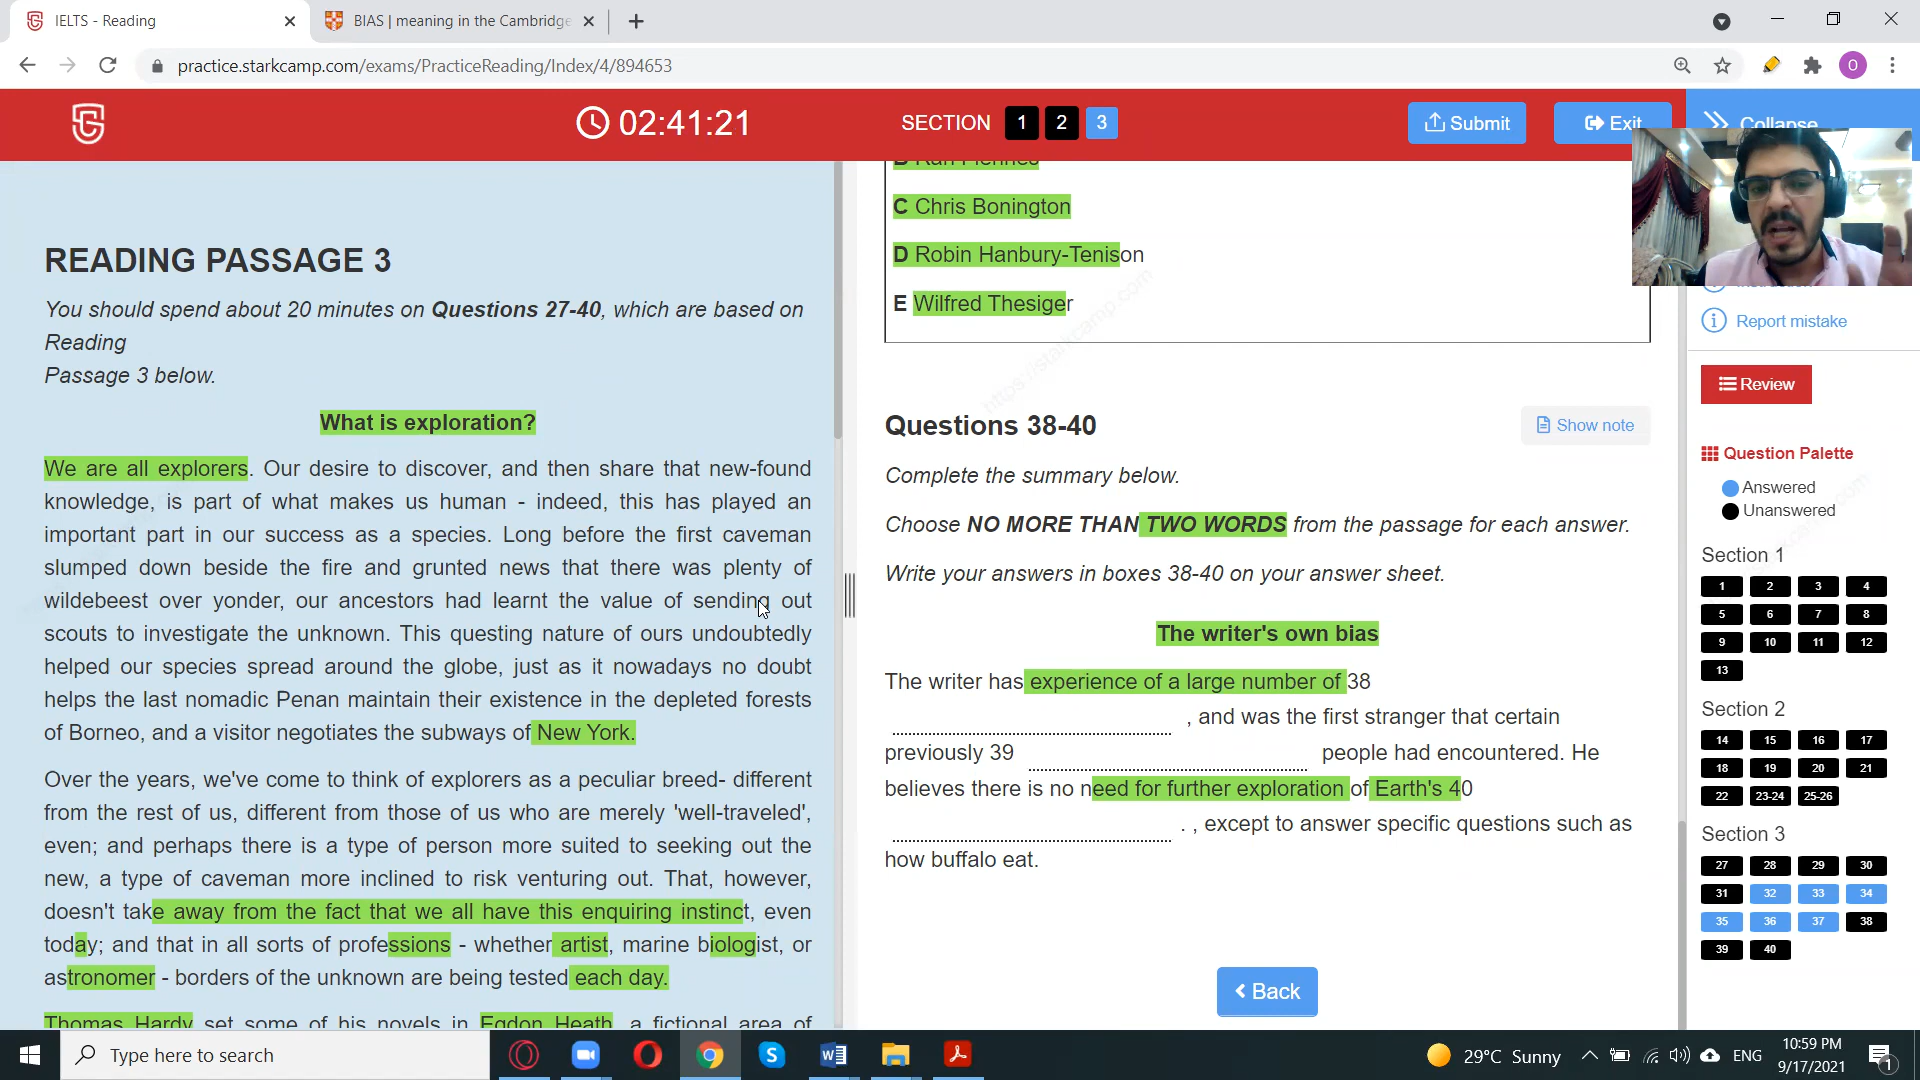 IELTS - Reading
BIAS | meaning in the Cambridge
practice.starkcamp.com/exams/PracticeReading/Index/4/894653
O
02:41:21
SECTION 1 2 3
Submit
Exit
Collapse
READING PASSAGE 3
You should spend about 20 minutes on Questions 27-40, which are based on
Reading
Passage 3 below.
What is exploration?
We are all explorers. Our desire to discover, and then share that new-found
knowledge, is part of what makes us human - indeed, this has played an
important part in our success as a species. Long before the first caveman
slumped down beside the fire and grunted news that there was plenty of
wildebeest over yonder, our ancestors had learnt the value of sending out
scouts to investigate the unknown. This questing nature of ours undoubtedly
helped our species spread around the globe, just as it nowadays no doubt
helps the last nomadic Penan maintain their existence in the depleted forests
of Borneo, and a visitor negotiates the subways of New York.
Over the years, we've come to think of explorers as a peculiar breed- different
from the rest of us, different from those of us who are merely 'well-traveled',
even; and perhaps there is a type of person more suited to seeking out the
new, a type of caveman more inclined to risk venturing out. That, however,
doesn't take away from the fact that we all have this enquiring instinct, even
today; and that in all sorts of professions - whether artist, marine biologist, or
astronomer - borders of the unknown are being tested each day.
Thomas Hardy set some of his novels in Egdon Heath, a fictional area of
C Chris Bonington
D Robin Hanbury-Tenison
E Wilfred Thesiger
https://starkcamp.com
Questions 38-40
Show note
Complete the summary below.
Choose NO MORE THAN TWO WORDS from the passage for each answer.
Write your answers in boxes 38-40 on your answer sheet.
The writer's own bias
The writer has experience of a large number of 38
, and was the first stranger that certain
previously 39 people had encountered. He
believes there is no need for further exploration of Earth's 40
. , except to answer specific questions such as
how buffalo eat.
Back
Report mistake
Review
Question Palette
Answered
Unanswered
Section 1
1 2 3 4
5 6 7 8
9 10 11 12
13
Section 2
14 15 16 17
18 19 20 21
22 23-24 25-26
Section 3
27 28 29 30
31 32 33 34
35 36 37 38
39 40
Type here to search
29°C Sunny
ENG
10:59 PM
9/17/2021
1